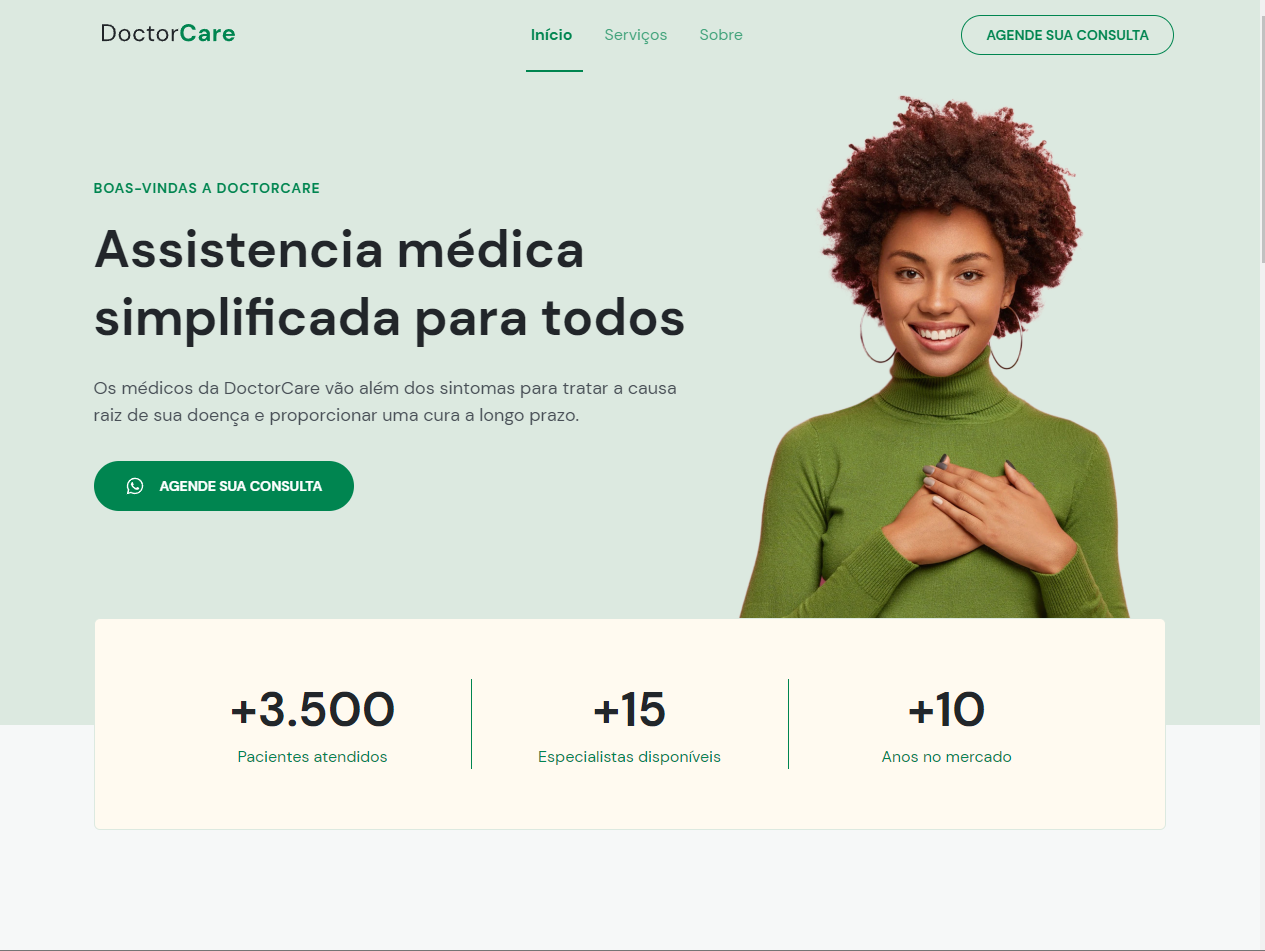 DoctorCare
Início
Serviços
Sobre
AGENDE SUA CONSULTA
BOAS-VINDAS A DOCTORCARE
Assistencia médica
simplificada para todos
Os médicos da DoctorCare vão além dos sintomas para tratar a causa
raiz de sua doença e proporcionar uma cura a longo prazo.
AGENDE SUA CONSULTA
+3.500
Pacientes atendidos
+15
Especialistas disponíveis
+10
Anos no mercado